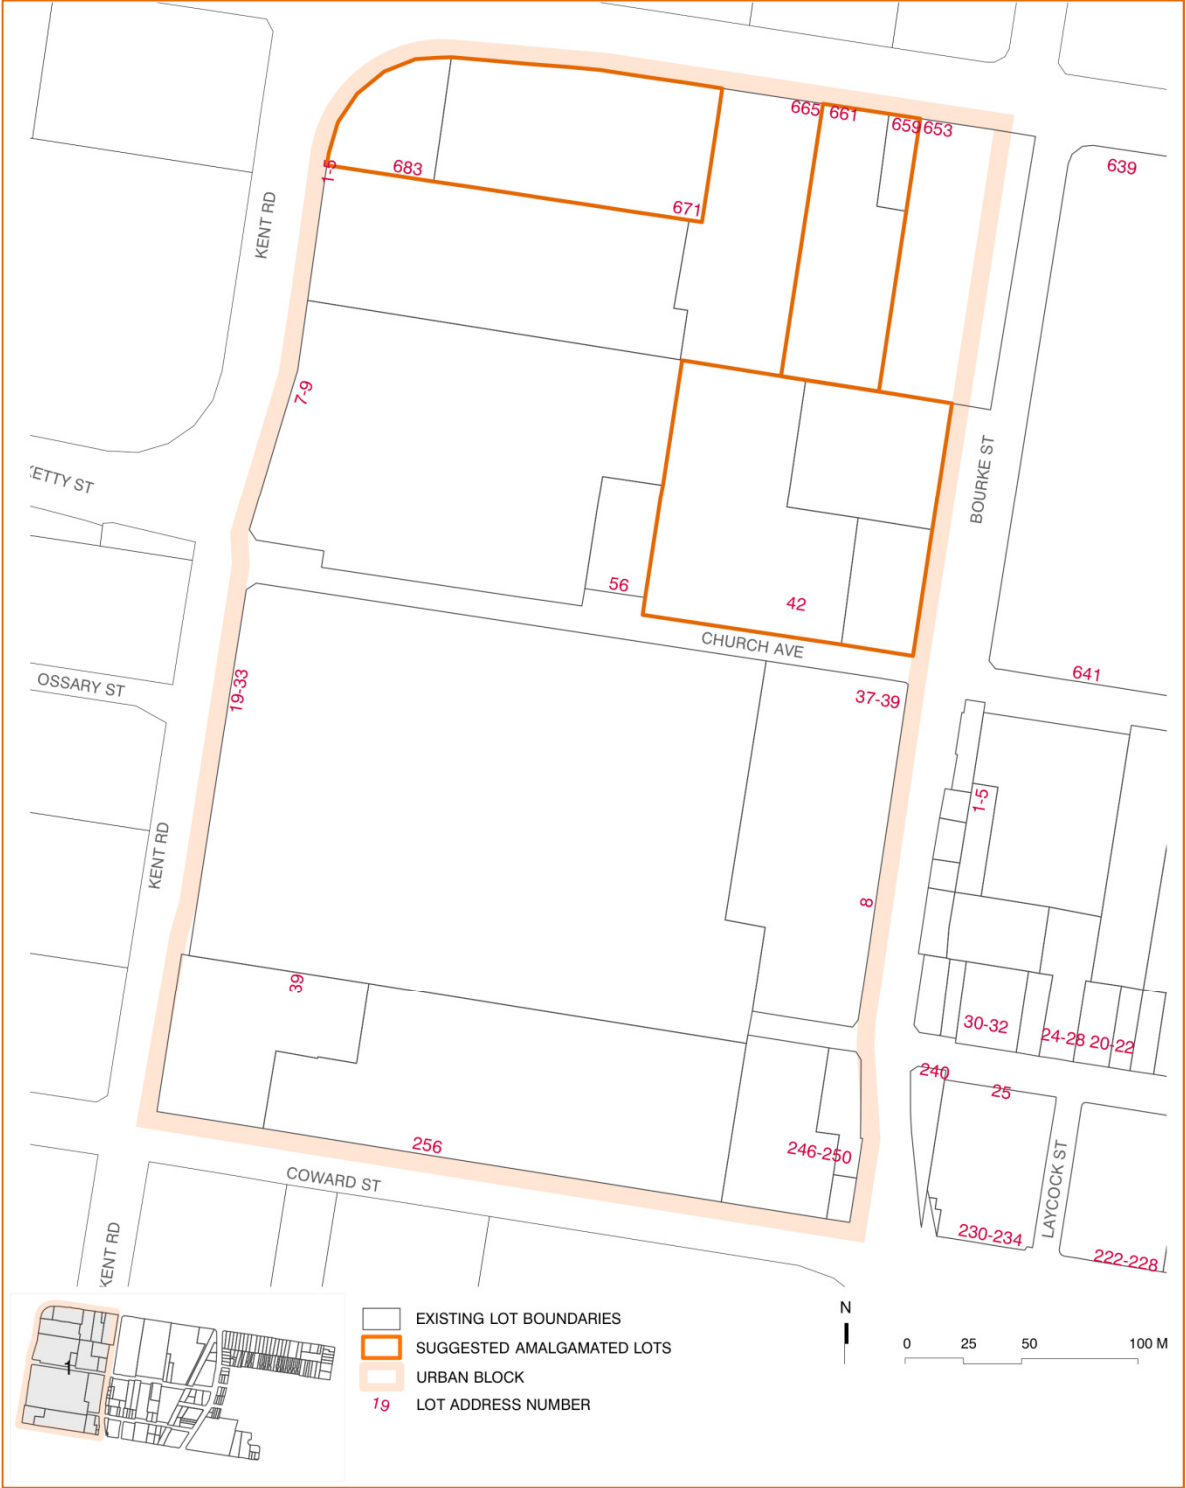 665
661
659
653
639
683
1-5
671
KENT RD
7-9
BOURKE ST
ETTY ST
56
42
CHURCH AVE
641
OSSARY ST
19-33
37-39
1-5
KENT RD
8
39
30-32
24-28
20-22
240
25
256
246-250
COWARD ST
LAYCOCK ST
230-234
222-228
KENT RD
1
EXISTING LOT BOUNDARIES
SUGGESTED AMALGAMATED LOTS
URBAN BLOCK
19 LOT ADDRESS NUMBER
N
0 25 50 100 M